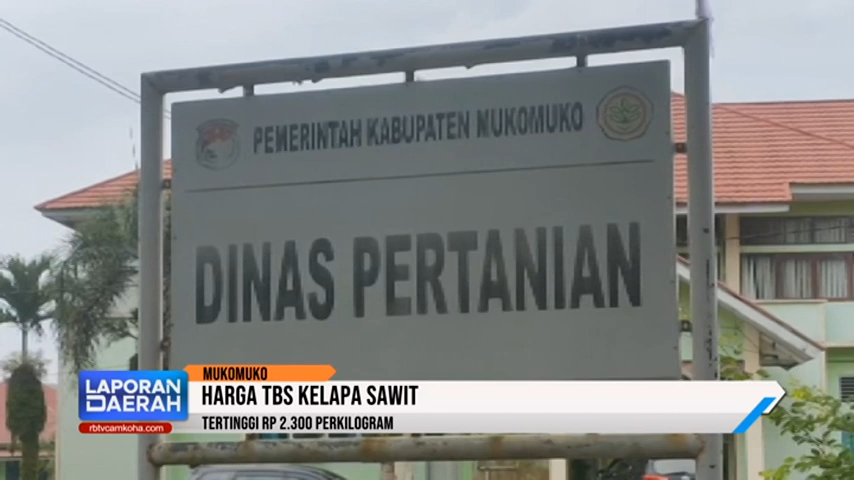 PEMERINTAH KABUPATEN MUKOMUKO
DINAS PERTANIAN
MUKOMUKO
LAPORAN
DAERAH
HARGA TBS KELAPA SAWIT
TERTINGGI RP 2.300 PERKILOGRAM
rbtvcamkoha.com